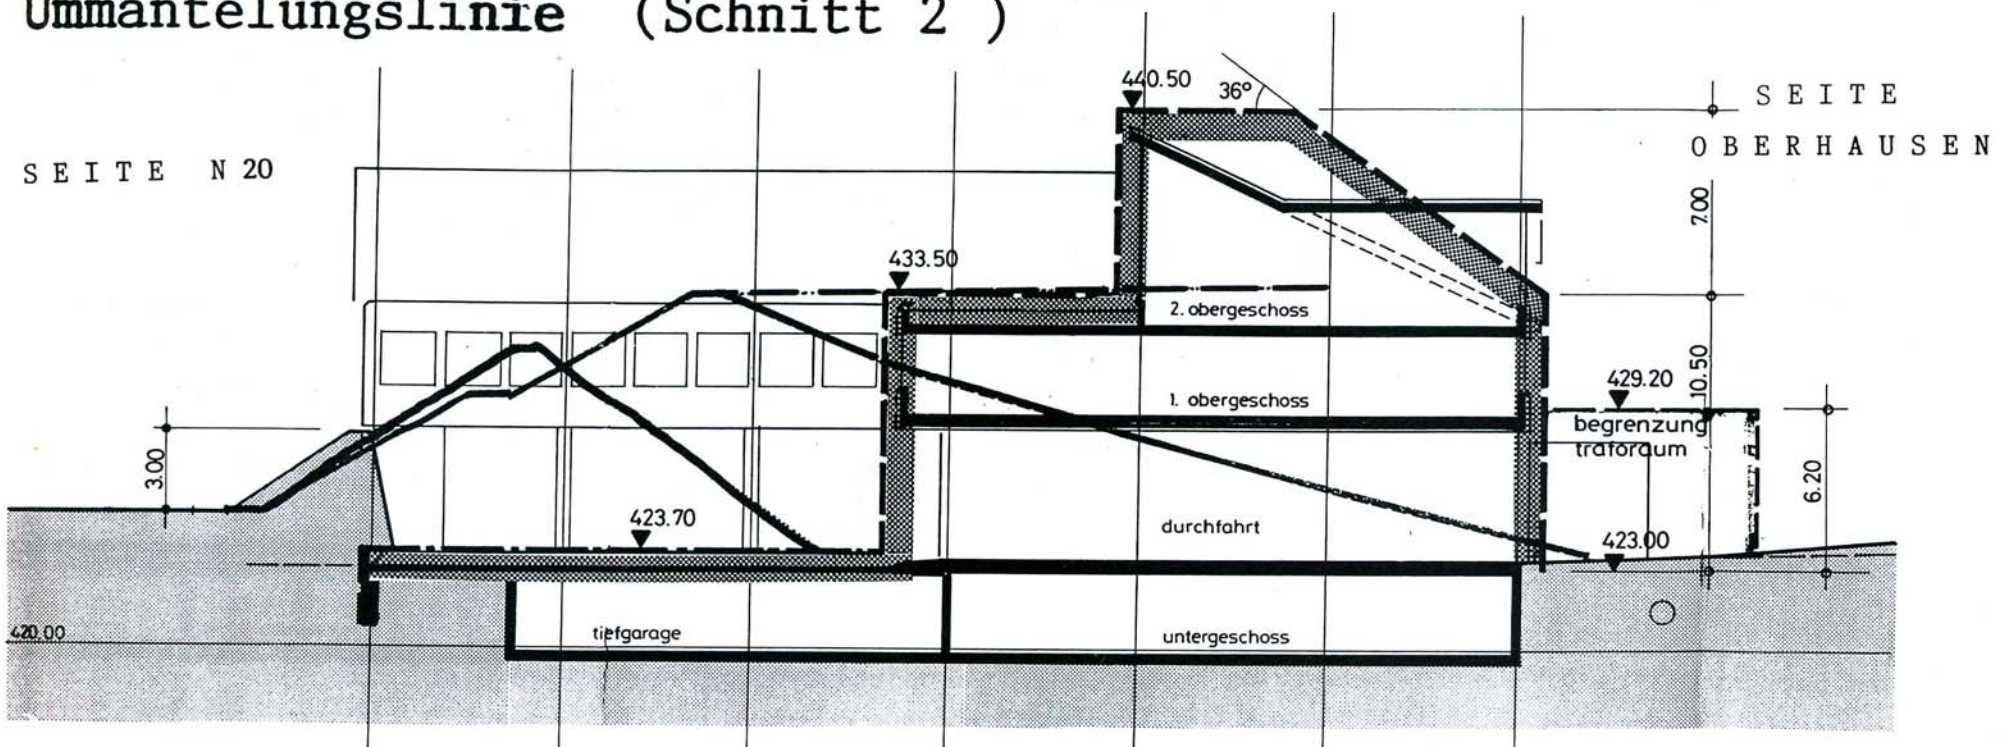 Ummantelungslinie (Schnitt 2 )
440.50
36°
SEITE
OBERHAUSEN
SEITE N 20
7.00
433.50
2. obergeschoss
10.50
429.20
1. obergeschoss
begrenzung
traforaum
3.00
6.20
423.70
durchfahrt
423.00
420.00
tiefgarage
untergeschoss